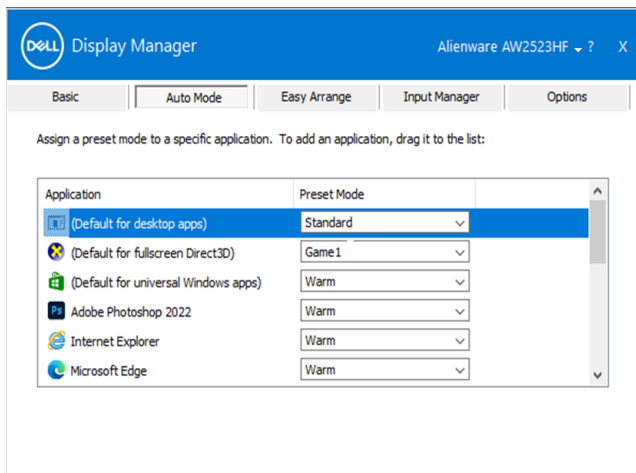 DELL Display Manager Alienware AW2523HF ? X
Basic Auto Mode Easy Arrange Input Manager Options
Assign a preset mode to a specific application. To add an application, drag it to the list:
Application Preset Mode
(Default for desktop apps) Standard
(Default for fullscreen Direct3D) Game1
(Default for universal Windows apps) Warm
Ps Adobe Photoshop 2022 Warm
Internet Explorer Warm
Microsoft Edge Warm